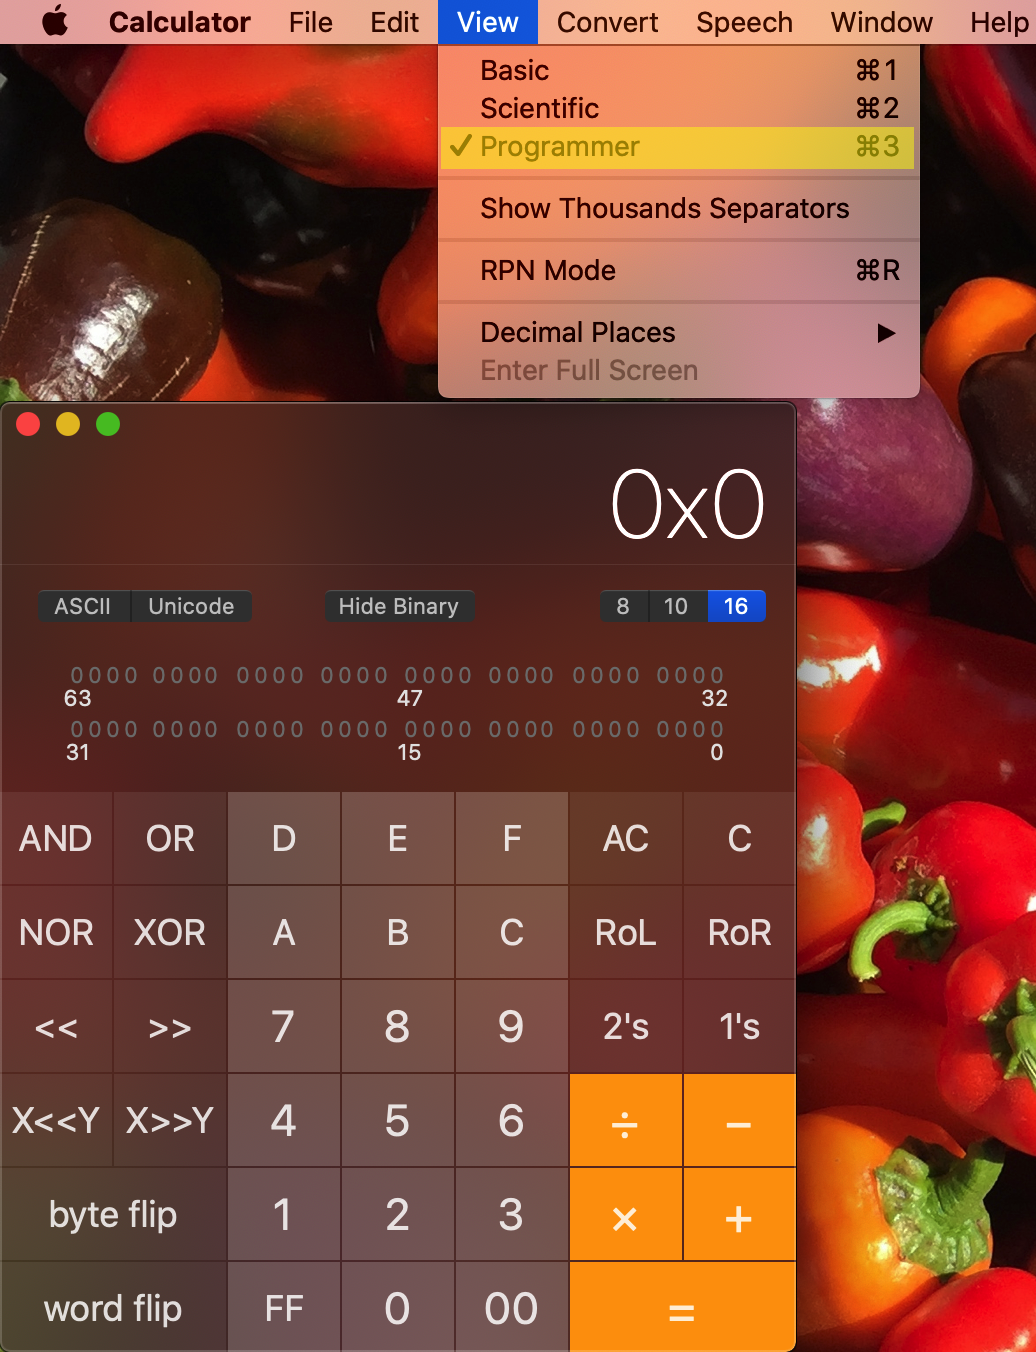 Calculator File Edit View Convert Speech Window Help
Basic ⌘1
Scientific ⌘2
✓ Programmer ⌘3
Show Thousands Separators
RPN Mode ⌘R
Decimal Places ▶
Enter Full Screen
0x0
ASCII Unicode Hide Binary 8 10 16
0000 0000 0000 0000 0000 0000 0000 0000
63 47 32
0000 0000 0000 0000 0000 0000 0000 0000
31 15 0
AND OR D E F AC C
NOR XOR A B C RoL RoR
<< >> 7 8 9 2's 1's
X<<Y X>>Y 4 5 6 ÷ −
byte flip 1 2 3 × +
word flip FF 0 00 =